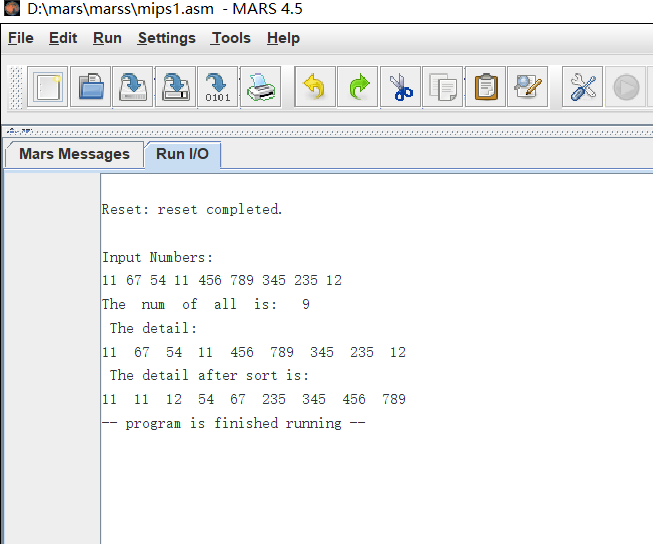 D:\mars\marss\mips1.asm - MARS 4.5
File Edit Run Settings Tools Help
0101
Mars Messages Run I/O
Reset: reset completed.
Input Numbers:
11 67 54 11 456 789 345 235 12
The num of all is: 9
The detail:
11 67 54 11 456 789 345 235 12
The detail after sort is:
11 11 12 54 67 235 345 456 789
-- program is finished running --